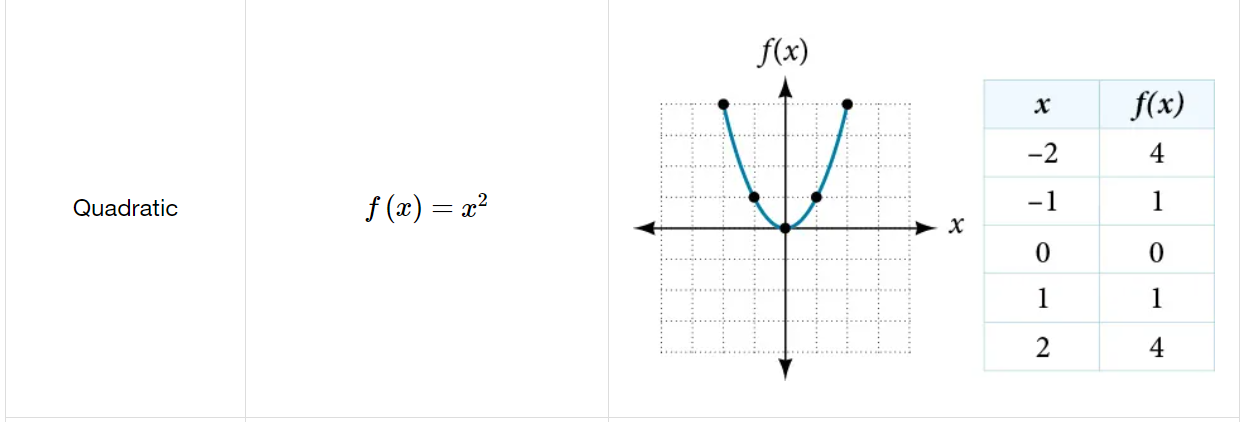 Quadratic
f (x) = x²
f(x)
x
x f(x)
−2 4
−1 1
0 0
1 1
2 4